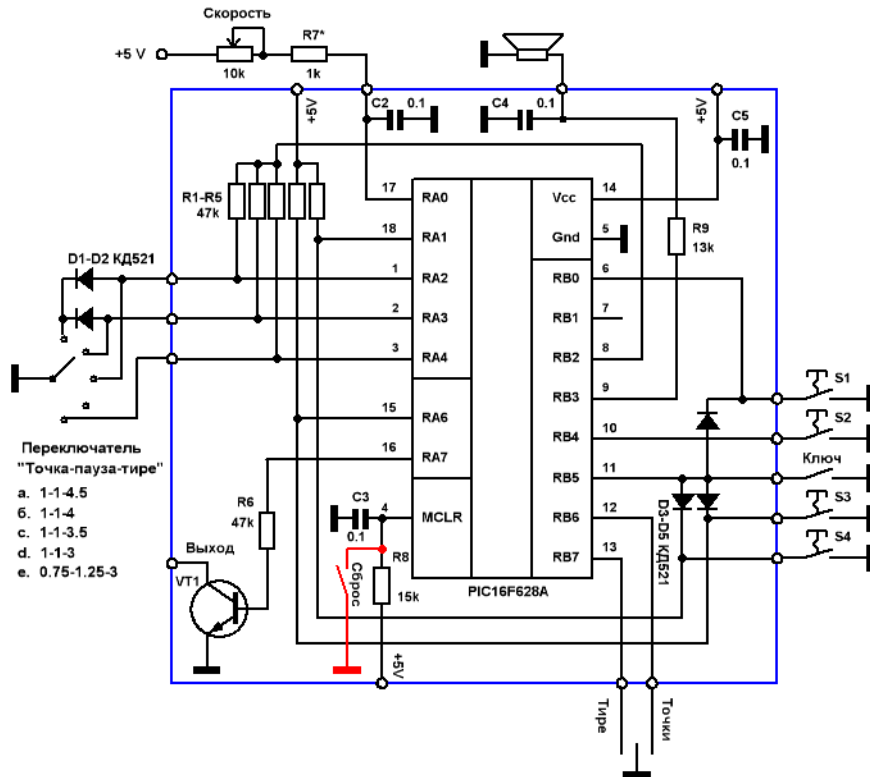 Скорость
+5 V
10k
R7*
1k
+5V
C2 0.1
C4 0.1
+5V
C5
0.1
R1-R5
47k
17 RA0
18 RA1
1 RA2
2 RA3
3 RA4
15 RA6
16 RA7
4 MCLR
Vcc 14
Gnd 5
RB0 6
RB1 7
RB2 8
RB3 9
RB4 10
RB5 11
RB6 12
RB7 13
PIC16F628A
R9
13k
D1-D2 КД521
S1
S2
Ключ
S3
S4
D3-D5 КД521
Переключатель
"Точка-пауза-тире"
а. 1-1-4.5
б. 1-1-4
с. 1-1-3.5
d. 1-1-3
е. 0.75-1.25-3
R6
47k
C3
0.1
Сброс
R8
15k
+5V
Выход
VT1
Тире
Точки